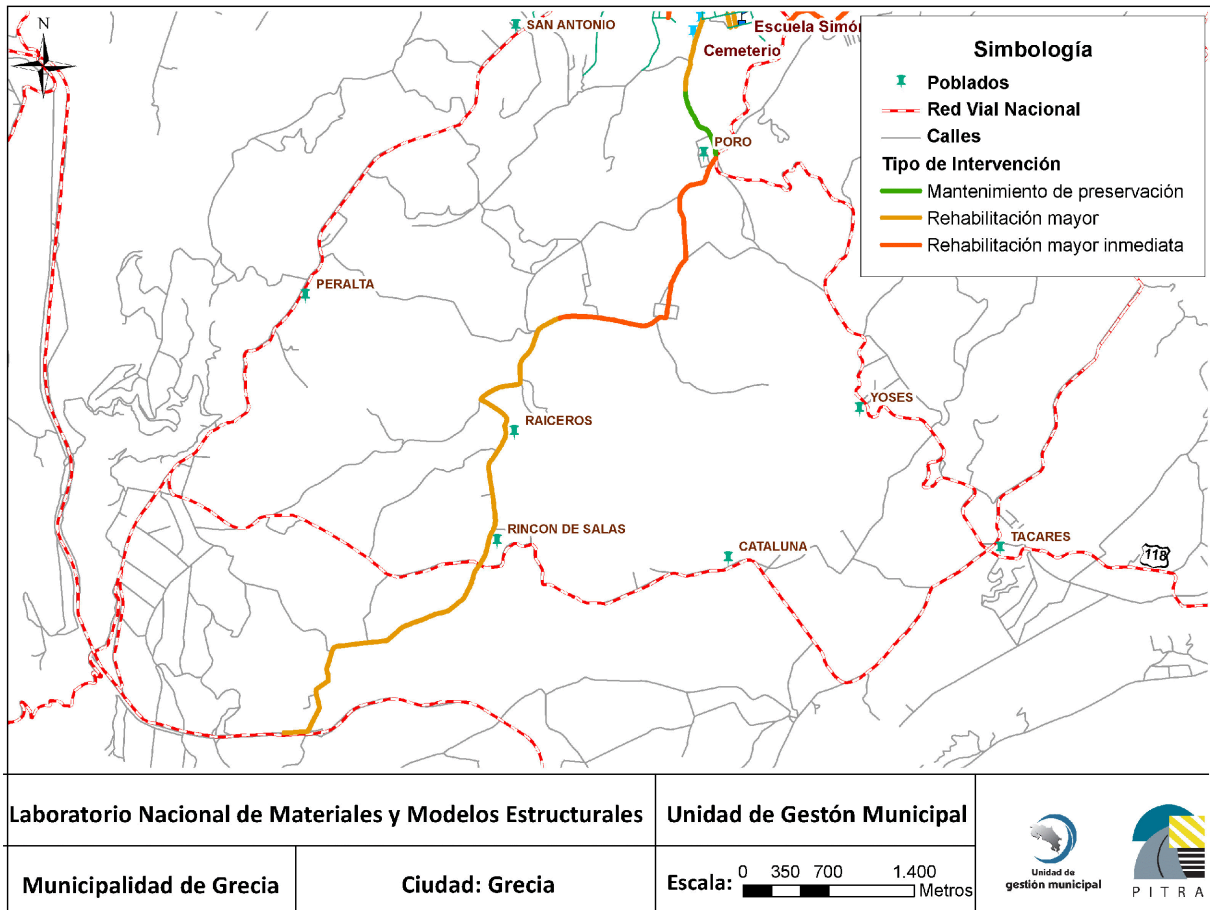 N
SAN ANTONIO
Escuela Simón
Cemeterio
PORO
PERALTA
RAICEROS
YOSES
RINCON DE SALAS
CATALUNA
TACARES
118
Simbología
Poblados
Red Vial Nacional
Calles
Tipo de Intervención
Mantenimiento de preservación
Rehabilitación mayor
Rehabilitación mayor inmediata
Laboratorio Nacional de Materiales y Modelos Estructurales
Unidad de Gestón Municipal
Municipalidad de Grecia
Ciudad: Grecia
Escala:
0 350 700 1.400
Metros
Unidad de
gestión municipal
PITRA